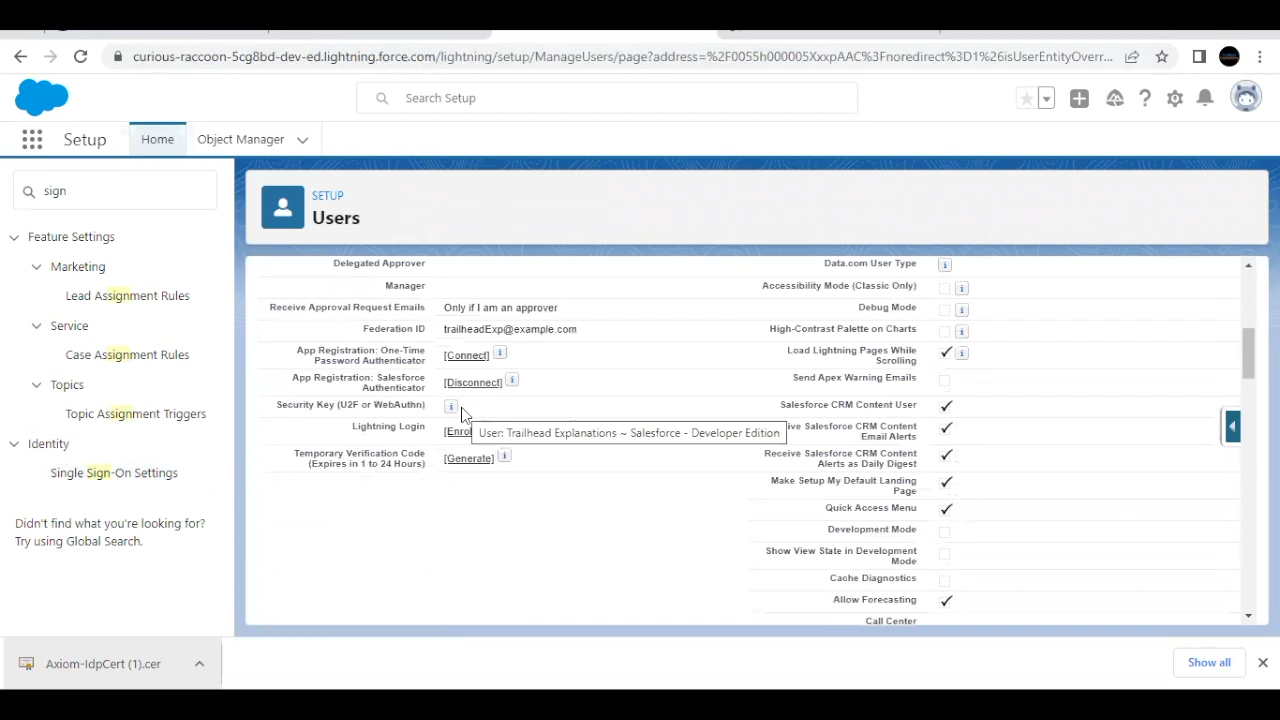 curious-raccoon-5cg8bd-dev-ed.lightning.force.com/lightning/setup/ManageUsers/page?address=%2F0055h000005XxxpAAC%3Fnoredirect%3D1%26isUserEntityOverr...
Search Setup
Setup
Home
Object Manager
sign
Feature Settings
Marketing
Lead Assignment Rules
Service
Case Assignment Rules
Topics
Topic Assignment Triggers
Identity
Single Sign-On Settings
Didn't find what you're looking for?
Try using Global Search.
SETUP
Users
Delegated Approver
Manager
Receive Approval Request Emails Only if I am an approver
Federation ID trailheadExp@example.com
App Registration: One-Time
Password Authenticator
[Connect]
App Registration: Salesforce
Authenticator
[Disconnect]
Security Key (U2F or WebAuthn)
Lightning Login
[Enrol
User: Trailhead Explanations ~ Salesforce - Developer Edition
Temporary Verification Code
(Expires in 1 to 24 Hours)
[Generate]
Data.com User Type
Accessibility Mode (Classic Only)
Debug Mode
High-Contrast Palette on Charts
Load Lightning Pages While
Scrolling
Send Apex Warning Emails
Salesforce CRM Content User
ive Salesforce CRM Content
Email Alerts
Receive Salesforce CRM Content
Alerts as Daily Digest
Make Setup My Default Landing
Page
Quick Access Menu
Development Mode
Show View State in Development
Mode
Cache Diagnostics
Allow Forecasting
Call Center
Axiom-IdpCert (1).cer
Show all